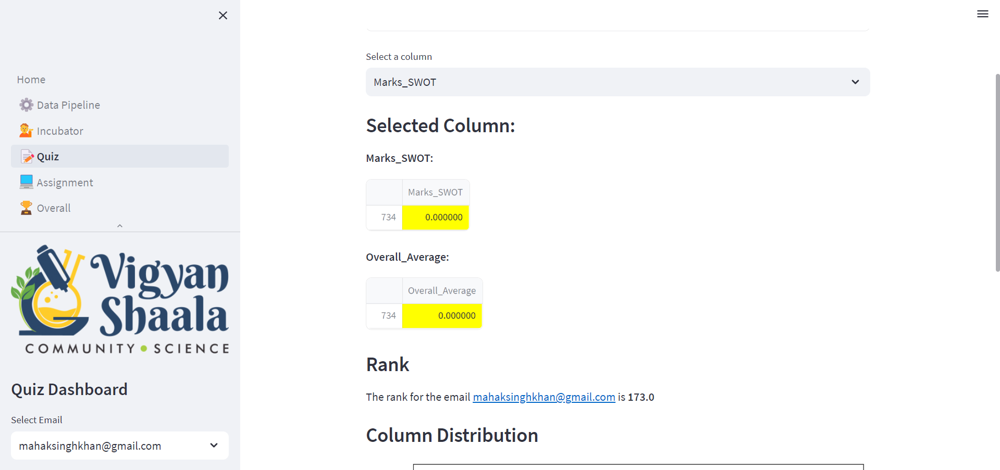 Home
Data Pipeline
Incubator
Quiz
Assignment
Overall
Vigyan
Shaala
COMMUNITY • SCIENCE
Quiz Dashboard
Select Email
mahaksinghkhan@gmail.com
Select a column
Marks_SWOT
Selected Column:
Marks_SWOT:
Marks_SWOT
734 0.000000
Overall_Average:
Overall_Average
734 0.000000
Rank
The rank for the email mahaksinghkhan@gmail.com is 173.0
Column Distribution